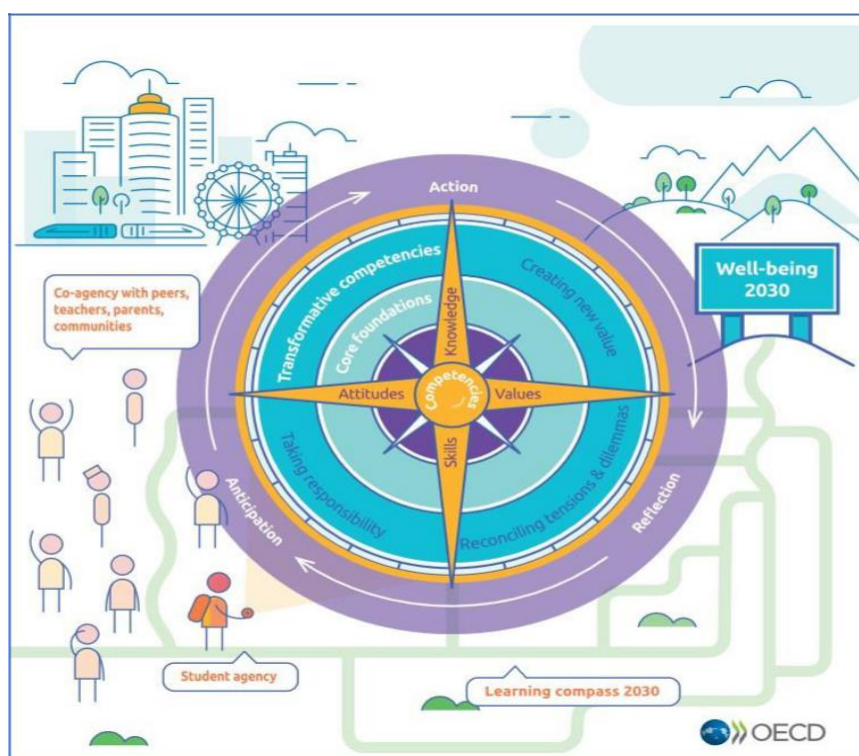 Action
Transformative competencies
Creating new value
Well-being
2030
Co-agency with peers,
teachers, parents,
communities
Core foundations
Knowledge
Attitudes
Competencies
Values
Skills
Taking responsibility
Reconciling tensions & dilemmas
Anticipation
Reflection
Student agency
Learning compass 2030
OECD